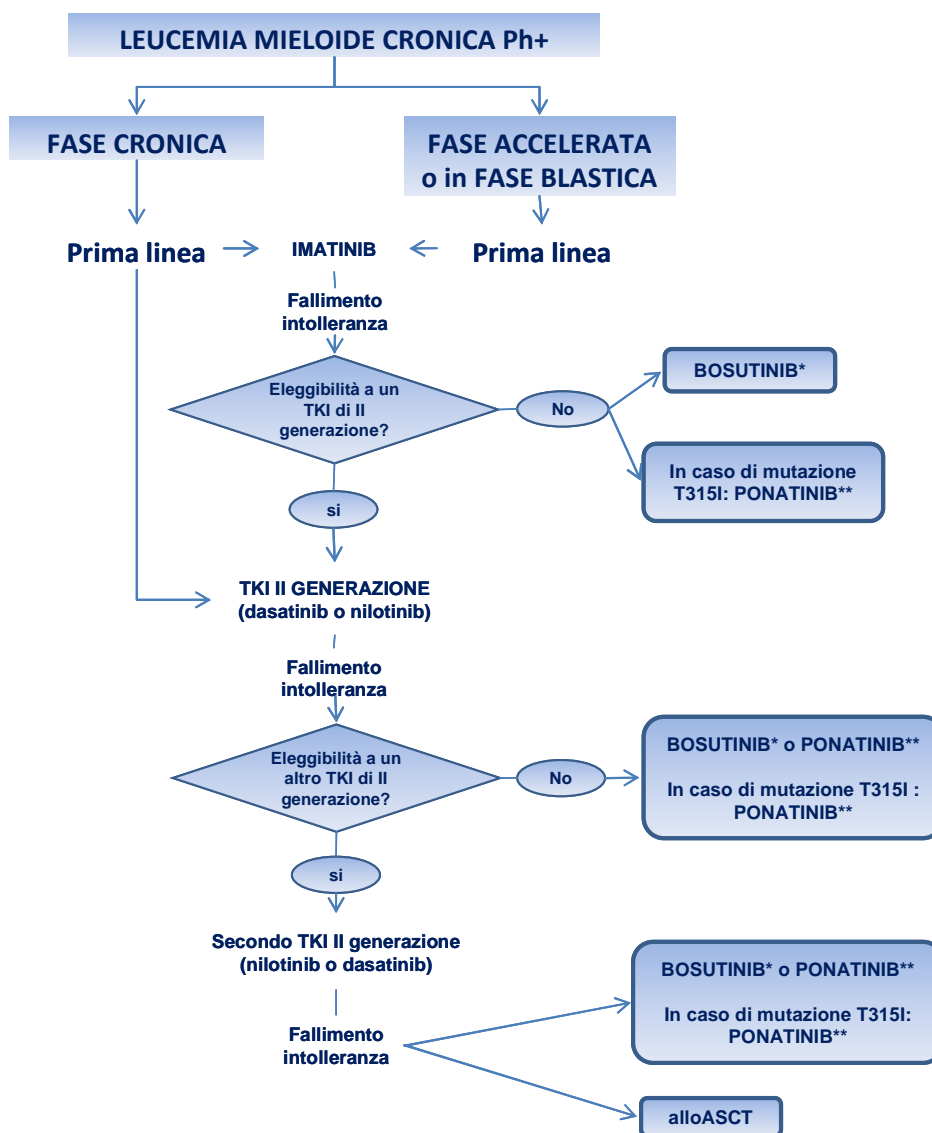 LEUCEMIA MIELOIDE CRONICA Ph+
FASE CRONICA
FASE ACCELERATA
o in FASE BLASTICA
Prima linea
IMATINIB
Prima linea
Fallimento
intolleranza
Eleggibilità a un
TKI di II
generazione?
No
BOSUTINIB*
In caso di mutazione
T315I: PONATINIB**
si
TKI II GENERAZIONE
(dasatinib o nilotinib)
Fallimento
intolleranza
Eleggibilità a un
altro TKI di II
generazione?
No
BOSUTINIB* o PONATINIB**
In caso di mutazione T315I :
PONATINIB**
si
Secondo TKI II generazione
(nilotinib o dasatinib)
Fallimento
intolleranza
BOSUTINIB* o PONATINIB**
In caso di mutazione T315I:
PONATINIB**
alloASCT